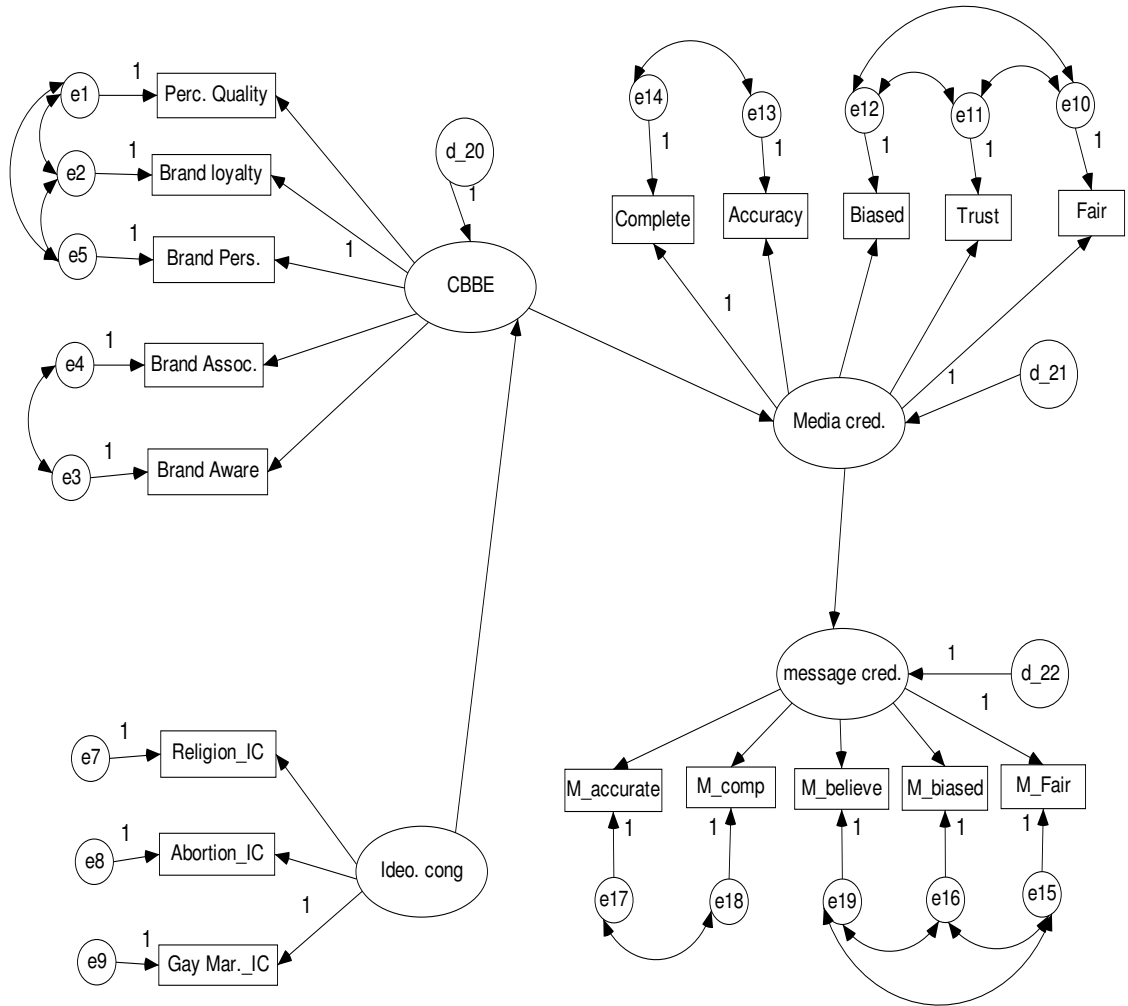 e1
1
Perc. Quality
e2
1
Brand loyalty
e5
1
Brand Pers.
e4
1
Brand Assoc.
e3
1
Brand Aware
d_20
1
CBBE
1
e14
1
Complete
e13
1
Accuracy
e12
1
Biased
e11
1
Trust
e10
1
Fair
1
1
d_21
Media cred.
message cred.
1
d_22
1
M_accurate
M_comp
M_believe
M_biased
M_Fair
1
1
1
1
1
e17
e18
e19
e16
e15
e7
1
Religion_IC
e8
1
Abortion_IC
e9
1
Gay Mar._IC
1
Ideo. cong